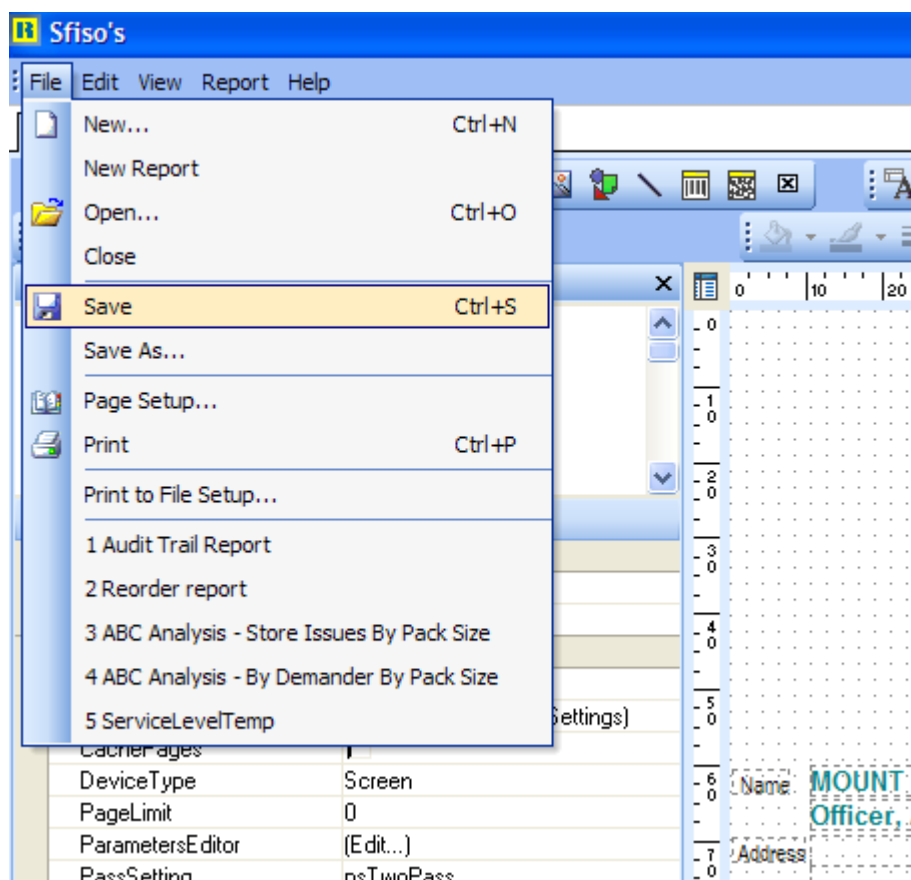 Sfiso's
File Edit View Report Help
New... Ctrl+N
New Report
Open... Ctrl+O
Close
0 10 20
Save Ctrl+S
Save As...
Page Setup...
Print Ctrl+P
Print to File Setup...
1 Audit Trail Report
2 Reorder report
3 ABC Analysis - Store Issues By Pack Size
4 ABC Analysis - By Demander By Pack Size
5 ServiceLevelTemp
Settings)
CachePages
DeviceType Screen
PageLimit 0
ParametersEditor (Edit...)
PassSetting psTwoPass
0
10
20
30
40
50
60
70
Name MOUNT
Officer,
Address